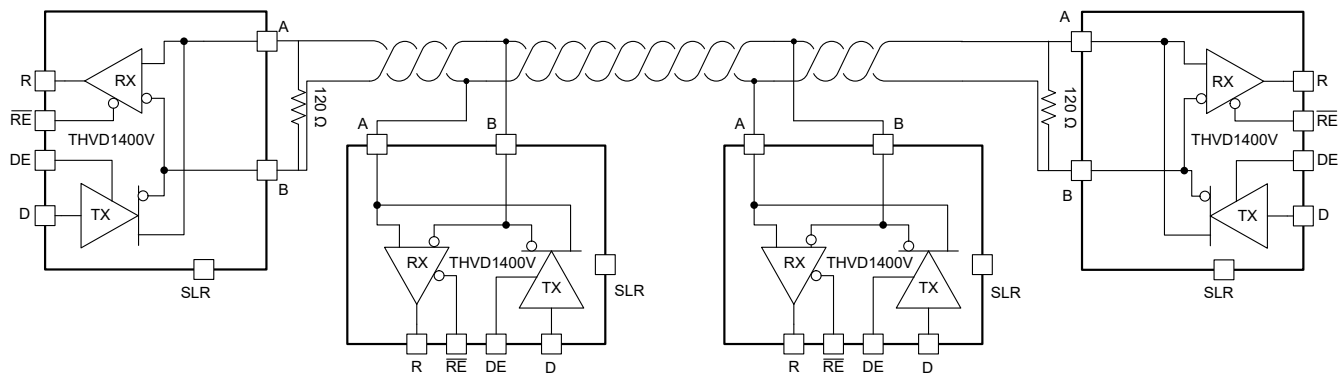 A
R
RX
RE
THVD1400V
DE
D
TX
B
SLR
120 Ω
A
B
RX
THVD1400V
TX
SLR
R
RE
DE
D
A
B
RX
THVD1400V
TX
SLR
R
RE
DE
D
120 Ω
A
RX
R
RE
THVD1400V
DE
B
TX
D
SLR